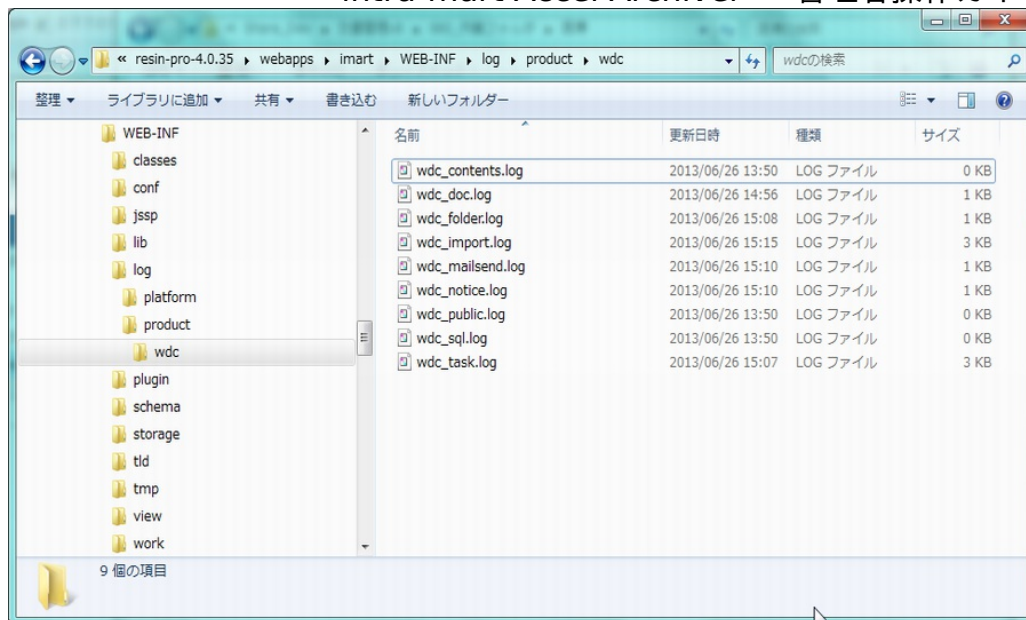 « resin-pro-4.0.35 ▸ webapps ▸ imart ▸ WEB-INF ▸ log ▸ product ▸ wdc
wdcの検索
整理 ▼ ライブラリに追加 ▼ 共有 ▼ 書き込む 新しいフォルダー
WEB-INF
classes
conf
jssp
lib
log
platform
product
wdc
plugin
schema
storage
tld
tmp
view
work
名前 更新日時 種類 サイズ
wdc_contents.log 2013/06/26 13:50 LOG ファイル 0 KB
wdc_doc.log 2013/06/26 14:56 LOG ファイル 1 KB
wdc_folder.log 2013/06/26 15:08 LOG ファイル 1 KB
wdc_import.log 2013/06/26 15:15 LOG ファイル 3 KB
wdc_mailsend.log 2013/06/26 15:10 LOG ファイル 1 KB
wdc_notice.log 2013/06/26 15:10 LOG ファイル 1 KB
wdc_public.log 2013/06/26 13:50 LOG ファイル 0 KB
wdc_sql.log 2013/06/26 13:50 LOG ファイル 0 KB
wdc_task.log 2013/06/26 15:07 LOG ファイル 3 KB
9 個の項目